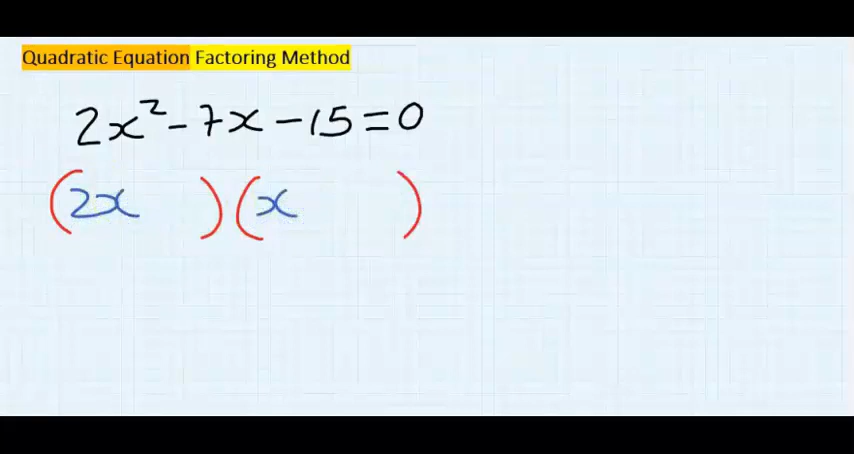 Quadratic Equation Factoring Method
2x²-7x-15=0
(2x )(x )